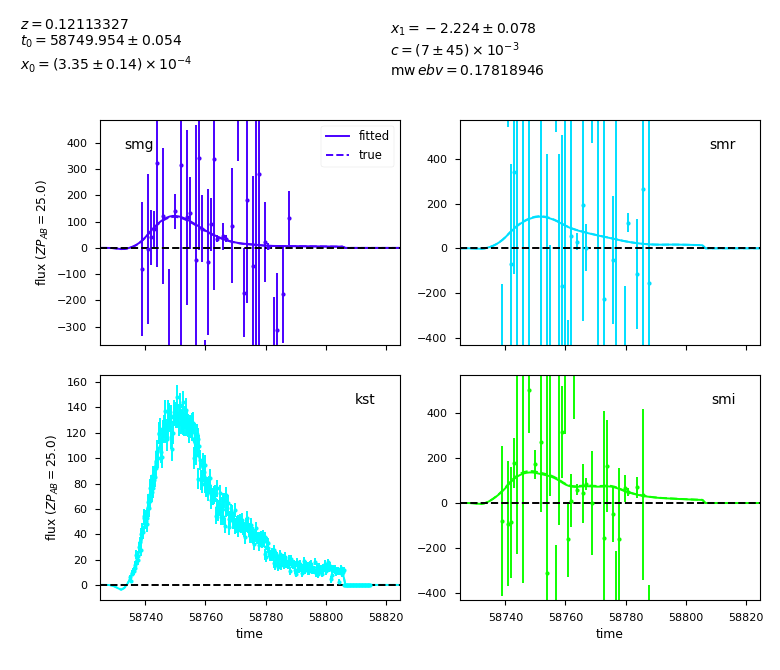 z = 0.12113327
t₀ = 58749.954 ± 0.054
x₀ = (3.35 ± 0.14) × 10⁻⁴
x₁ = −2.224 ± 0.078
c = (7 ± 45) × 10⁻³
mw ebv = 0.17818946
smg
fitted
true
400
300
200
100
0
−100
−200
−300
flux (ZP_AB = 25.0)
smr
400
200
0
−200
−400
kst
160
140
120
100
80
60
40
20
0
flux (ZP_AB = 25.0)
58740 58760 58780 58800 58820
time
smi
400
200
0
−200
−400
58740 58760 58780 58800 58820
time